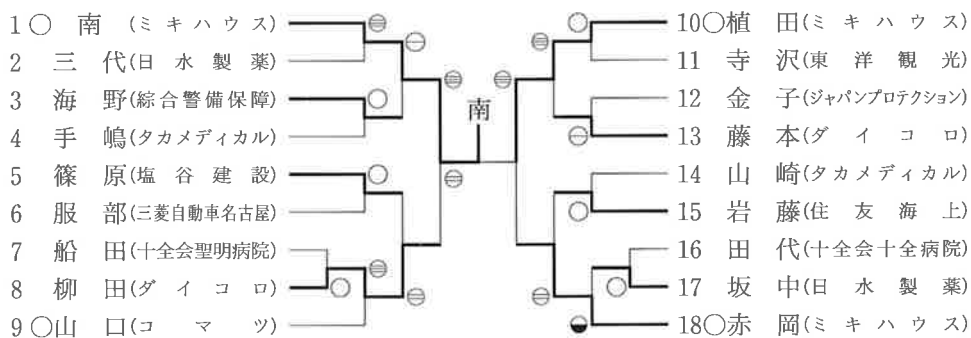 1○ 南 (ミキハウス)
2 三 代(日水製薬)
3 海 野(綜合警備保障)
4 手 嶋(タカメディカル)
5 篠 原(塩谷建設)
6 服 部(三菱自動車名古屋)
7 船 田(十全会聖明病院)
8 柳 田(ダイコロ)
9○山 口(コマツ)
南
10○植 田(ミキハウス)
11 寺 沢(東洋観光)
12 金 子(ジャパンプロテクション)
13 藤 本(ダイコロ)
14 山 崎(タカメディカル)
15 岩 藤(住友海上)
16 田 代(十全会十全病院)
17 坂 中(日水製薬)
18○赤 岡(ミキハウス)